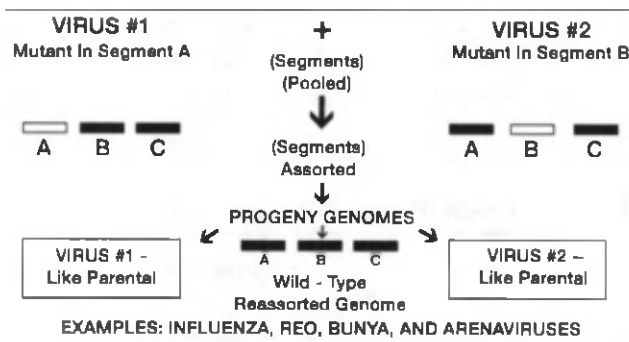 VIRUS #1
Mutant In Segment A
+
(Segments)
(Pooled)
VIRUS #2
Mutant In Segment B
A B C
(Segments)
Assorted
A B C
PROGENY GENOMES
A B C
VIRUS #1 -
Like Parental
Wild - Type
Reassorted Genome
VIRUS #2 –
Like Parental
EXAMPLES: INFLUENZA, REO, BUNYA, AND ARENAVIRUSES